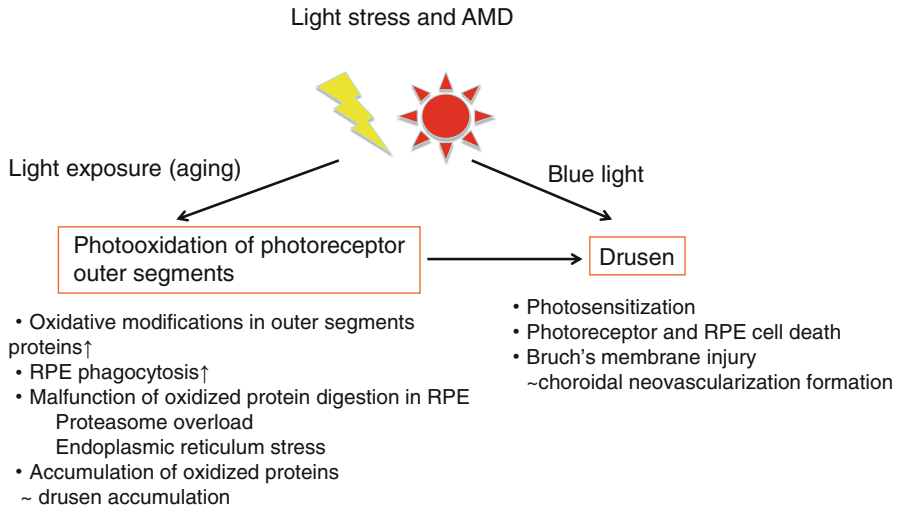 Light stress and AMD
Light exposure (aging)
Blue light
Photooxidation of photoreceptor
outer segments
Drusen
• Oxidative modifications in outer segments
proteins↑
• RPE phagocytosis↑
• Malfunction of oxidized protein digestion in RPE
Proteasome overload
Endoplasmic reticulum stress
• Accumulation of oxidized proteins
~ drusen accumulation
• Photosensitization
• Photoreceptor and RPE cell death
• Bruch's membrane injury
~choroidal neovascularization formation